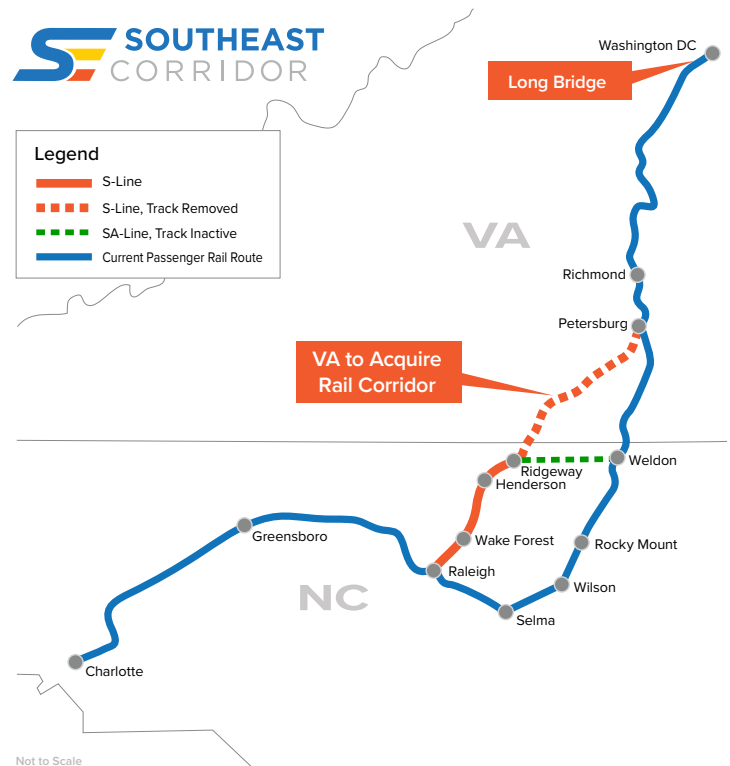 SOUTHEAST
CORRIDOR
Washington DC
Long Bridge
Legend
S-Line
S-Line, Track Removed
SA-Line, Track Inactive
Current Passenger Rail Route
VA
Richmond
Petersburg
VA to Acquire
Rail Corridor
Weldon
Ridgeway
Henderson
Greensboro
Wake Forest
Rocky Mount
Raleigh
NC
Wilson
Selma
Charlotte
Not to Scale